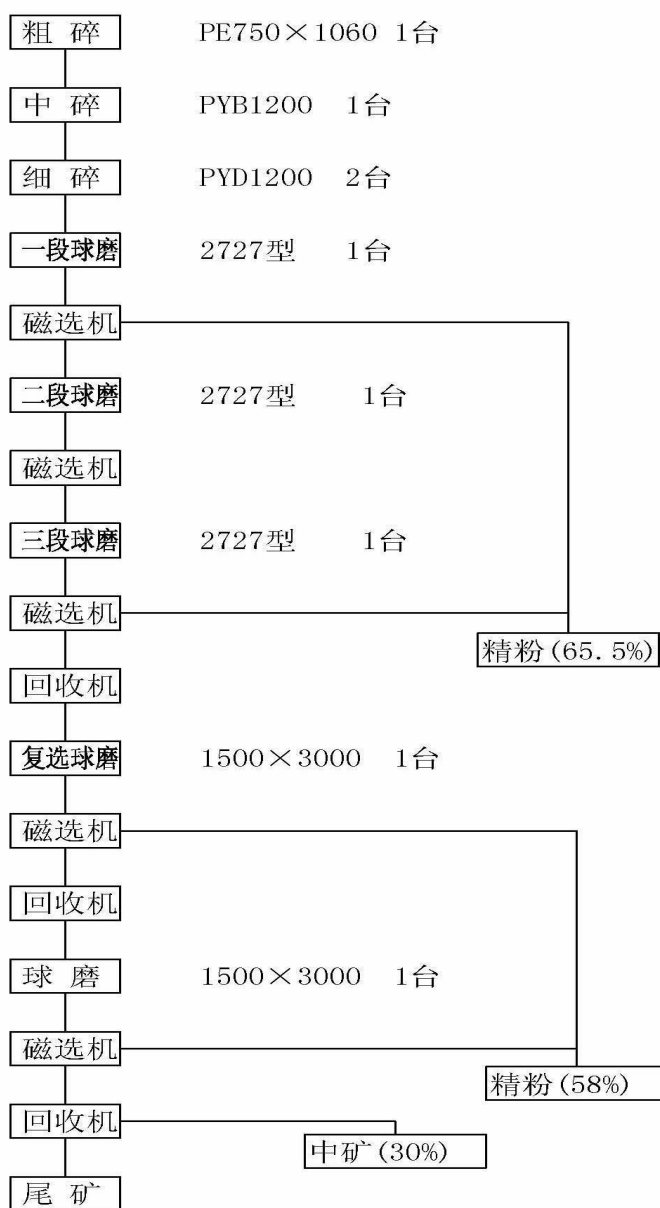 粗 碎 PE750×1060 1台
中 碎 PYB1200 1台
细 碎 PYD1200 2台
一段球磨 2727型 1台
磁选机
二段球磨 2727型 1台
磁选机
三段球磨 2727型 1台
磁选机
精粉(65.5%)
回收机
复选球磨 1500×3000 1台
磁选机
回收机
球 磨 1500×3000 1台
磁选机
精粉(58%)
回收机
中矿(30%)
尾 矿